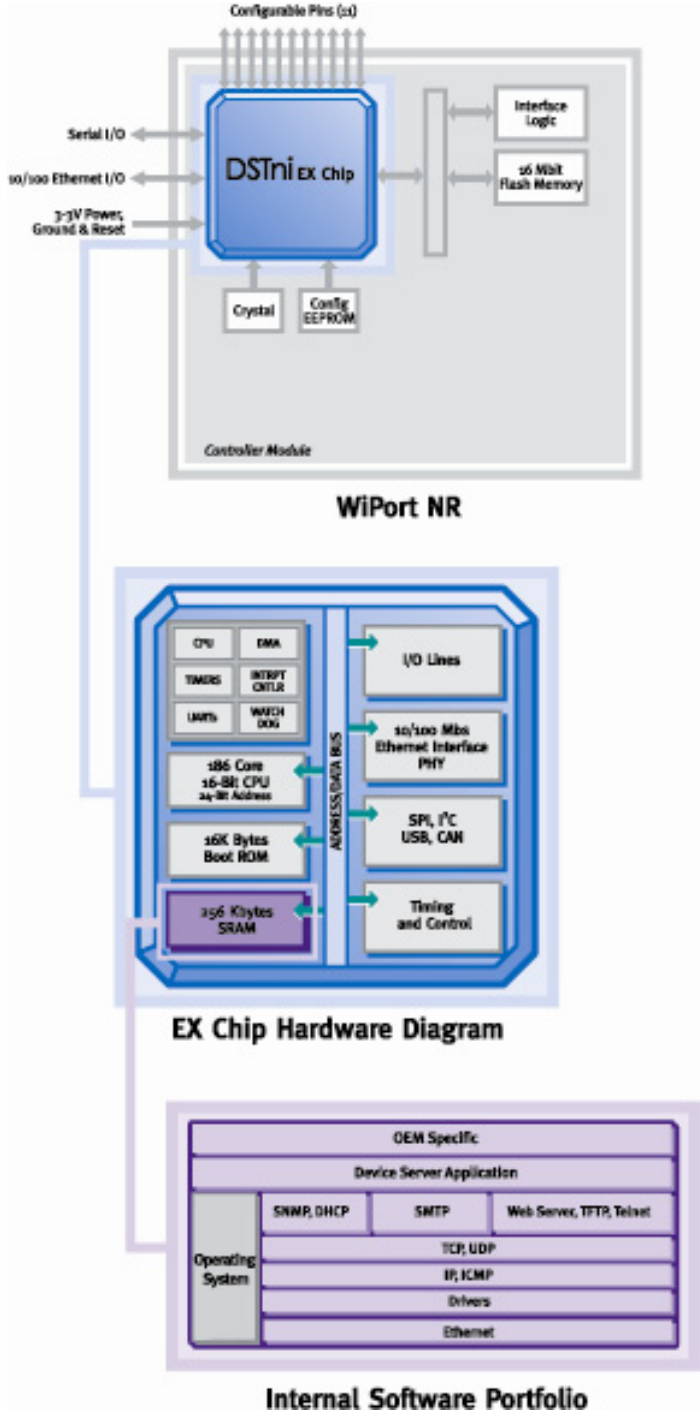 Configurable Pins (11)
Serial I/O
10/100 Ethernet I/O
3-3V Power,
Ground & Reset
DSTni EX Chip
Interface
Logic
16 Mbit
Flash Memory
Crystal
Config
EEPROM
Controller Module
WiPort NR
CPU
DMA
TIMERS
INTRPT
CNTLR
UARTs
WATCH
DOG
186 Core
16-Bit CPU
24-Bit Address
16K Bytes
Boot ROM
256 Kbytes
SRAM
ADDRESS/DATA BUS
I/O Lines
10/100 Mbs
Ethernet Interface
PHY
SPI, I²C
USB, CAN
Timing
and Control
EX Chip Hardware Diagram
OEM Specific
Device Server Application
Operating
System
SNMP, DHCP
SMTP
Web Server, TFTP, Telnet
TCP, UDP
IP, ICMP
Drivers
Ethernet
Internal Software Portfolio